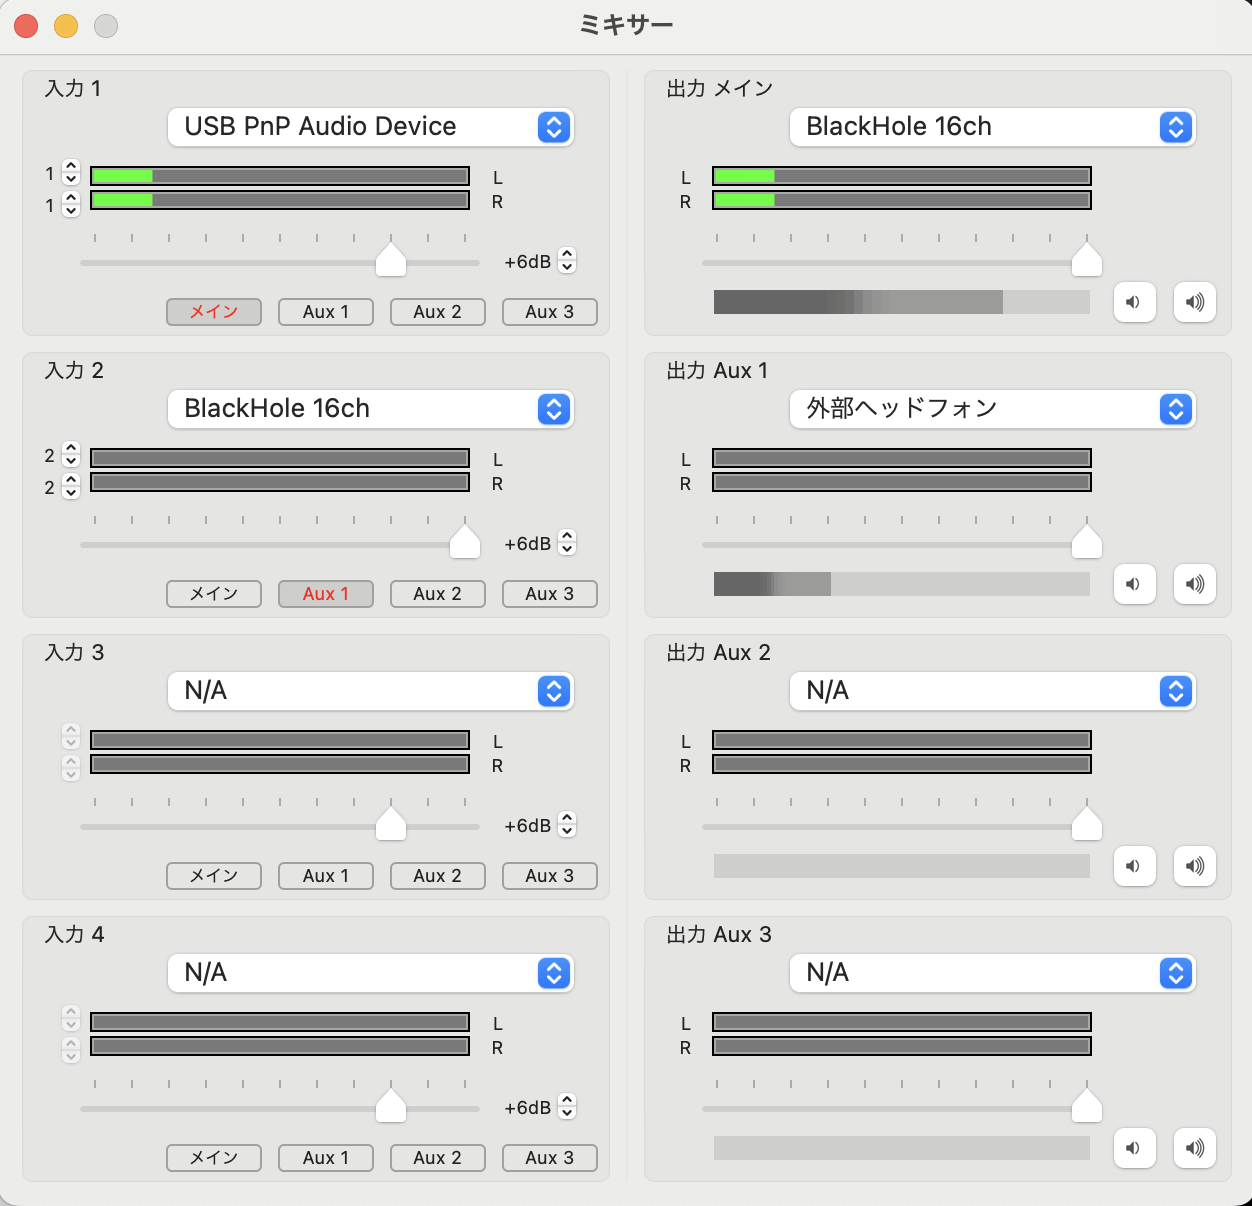 ミキサー
入力 1
USB PnP Audio Device
1 L
1 R
+6dB
メイン Aux 1 Aux 2 Aux 3
入力 2
BlackHole 16ch
2 L
2 R
+6dB
メイン Aux 1 Aux 2 Aux 3
入力 3
N/A
L
R
+6dB
メイン Aux 1 Aux 2 Aux 3
入力 4
N/A
L
R
+6dB
メイン Aux 1 Aux 2 Aux 3
出力 メイン
BlackHole 16ch
L
R
出力 Aux 1
外部ヘッドフォン
L
R
出力 Aux 2
N/A
L
R
出力 Aux 3
N/A
L
R